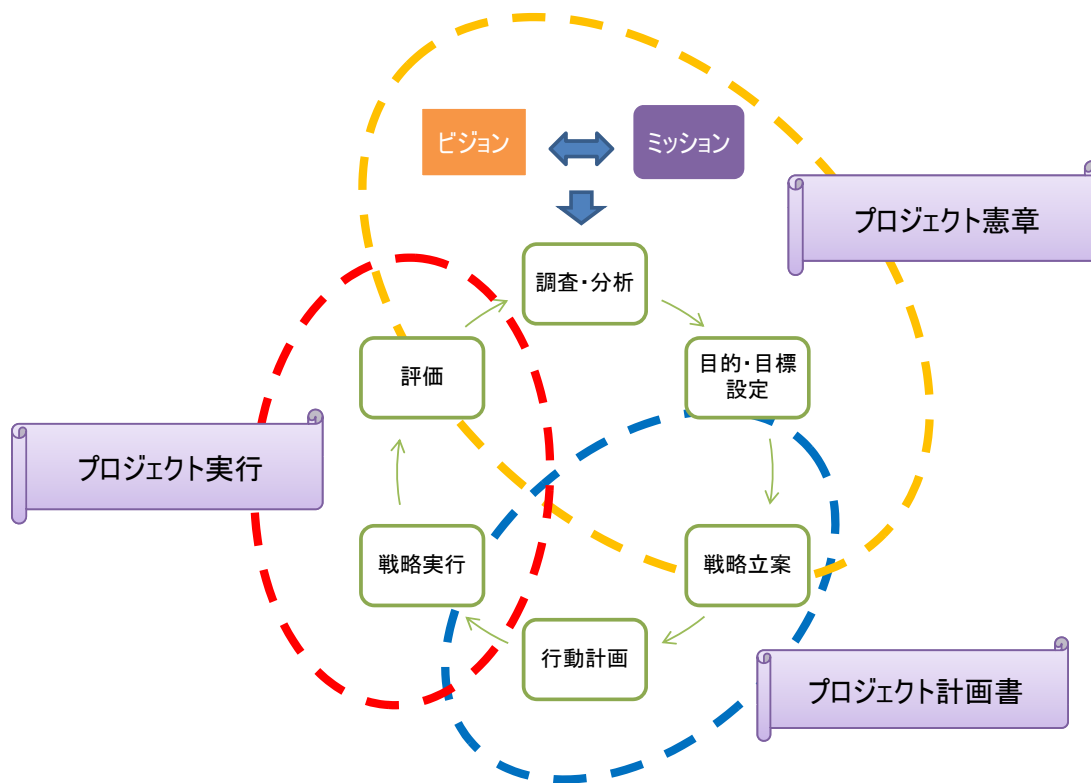 ビジョン
ミッション
プロジェクト憲章
調査・分析
目的・目標
設定
評価
プロジェクト実行
戦略実行
戦略立案
行動計画
プロジェクト計画書